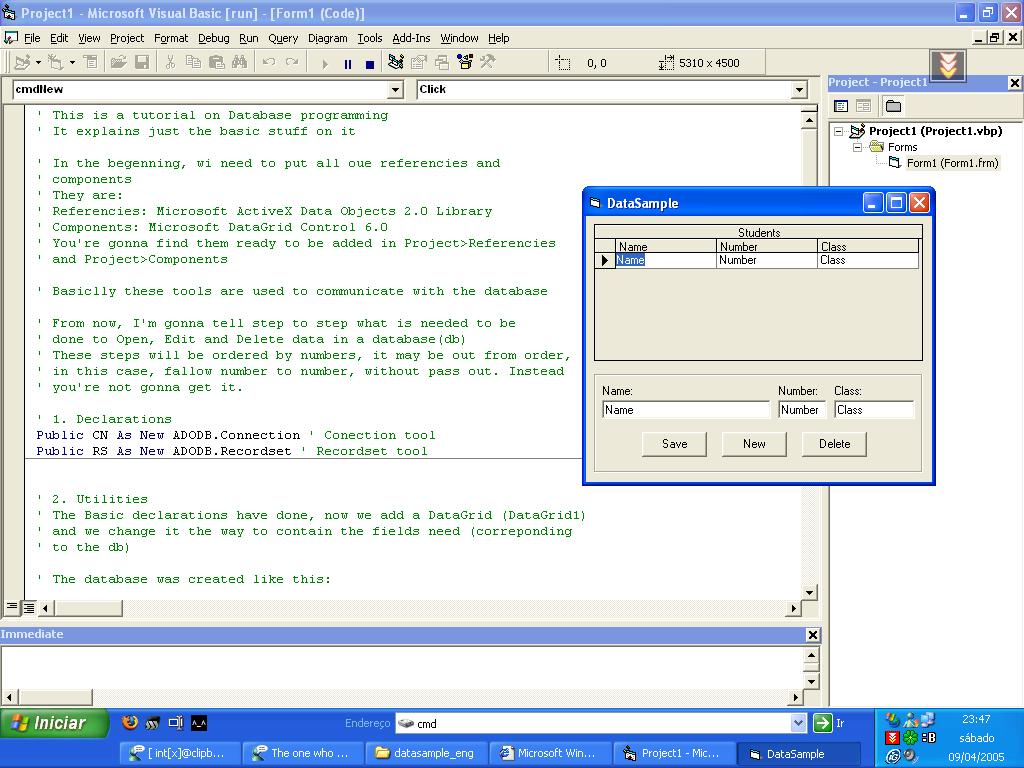 Project1 - Microsoft Visual Basic [run] - [Form1 (Code)]
File Edit View Project Format Debug Run Query Diagram Tools Add-Ins Window Help
0, 0 5310 x 4500
cmdNew Click
' This is a tutorial on Database programming
' It explains just the basic stuff on it
' In the begenning, wi need to put all oue referencies and
' components
' They are:
' Referencies: Microsoft ActiveX Data Objects 2.0 Library
' Components: Microsoft DataGrid Control 6.0
' You're gonna find them ready to be added in Project>Referencies
' and Project>Components
' Basiclly these tools are used to communicate with the database
' From now, I'm gonna tell step to step what is needed to be
' done to Open, Edit and Delete data in a database(db)
' These steps will be ordered by numbers, it may be out from order,
' in this case, fallow number to number, without pass out. Instead
' you're not gonna get it.
' 1. Declarations
Public CN As New ADODB.Connection ' Conection tool
Public RS As New ADODB.Recordset ' Recordset tool
' 2. Utilities
' The Basic declarations have done, now we add a DataGrid (DataGrid1)
' and we change it the way to contain the fields need (correponding
' to the db)
' The database was created like this:
Project - Project1
Project1 (Project1.vbp)
Forms
Form1 (Form1.frm)
DataSample
Students
Name Number Class
Name Number Class
Name: Number: Class:
Name Number Class
Save New Delete
Immediate
Iniciar Endereço cmd Ir
[ int[x]@clipb... The one who ... datasample_eng Microsoft Win... Project1 - Mic... DataSample
23:47
sábado
09/04/2005